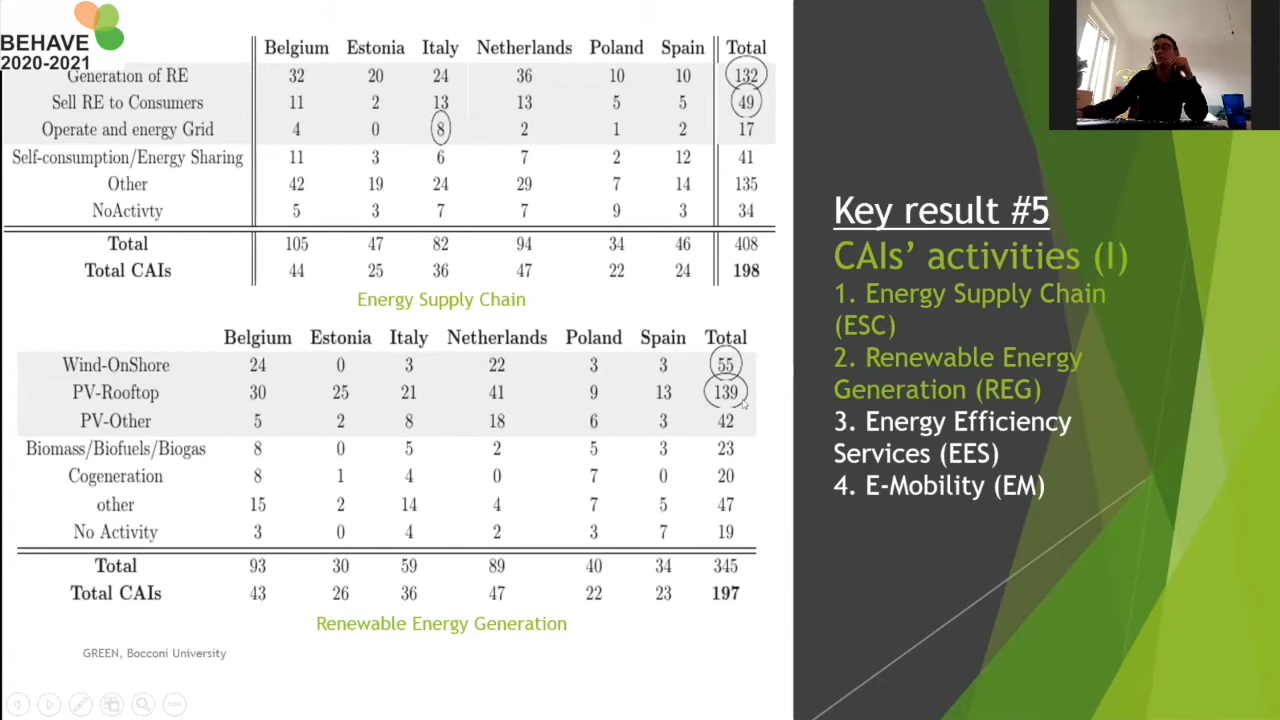 BEHAVE
2020-2021
Belgium Estonia Italy Netherlands Poland Spain Total
Generation of RE 32 20 24 36 10 10 132
Sell RE to Consumers 11 2 13 13 5 5 49
Operate and energy Grid 4 0 8 2 1 2 17
Self-consumption/Energy Sharing 11 3 6 7 2 12 41
Other 42 19 24 29 7 14 135
NoActivty 5 3 7 7 9 3 34
Total 105 47 82 94 34 46 408
Total CAIs 44 25 36 47 22 24 198
Energy Supply Chain
Belgium Estonia Italy Netherlands Poland Spain Total
Wind-OnShore 24 0 3 22 3 3 55
PV-Rooftop 30 25 21 41 9 13 139
PV-Other 5 2 8 18 6 3 42
Biomass/Biofuels/Biogas 8 0 5 2 5 3 23
Cogeneration 8 1 4 0 7 0 20
other 15 2 14 4 7 5 47
No Activity 3 0 4 2 3 7 19
Total 93 30 59 89 40 34 345
Total CAIs 43 26 36 47 22 23 197
Renewable Energy Generation
GREEN, Bocconi University
Key result #5
CAIs’ activities (I)
1. Energy Supply Chain
(ESC)
2. Renewable Energy
Generation (REG)
3. Energy Efficiency
Services (EES)
4. E-Mobility (EM)